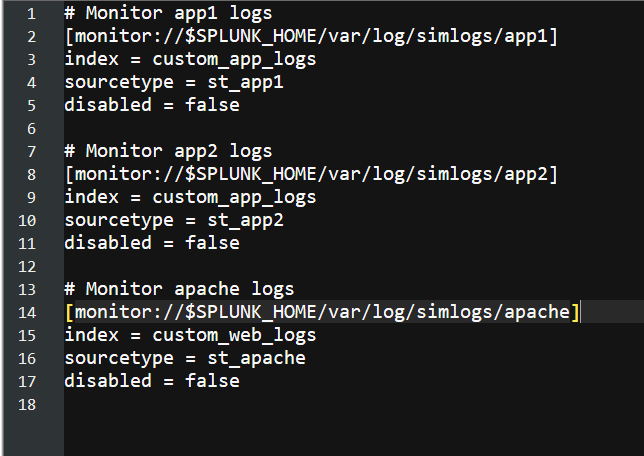 1 # Monitor app1 logs
2 [monitor://$SPLUNK_HOME/var/log/simlogs/app1]
3 index = custom_app_logs
4 sourcetype = st_app1
5 disabled = false
6
7 # Monitor app2 logs
8 [monitor://$SPLUNK_HOME/var/log/simlogs/app2]
9 index = custom_app_logs
10 sourcetype = st_app2
11 disabled = false
12
13 # Monitor apache logs
14 [monitor://$SPLUNK_HOME/var/log/simlogs/apache]
15 index = custom_web_logs
16 sourcetype = st_apache
17 disabled = false
18